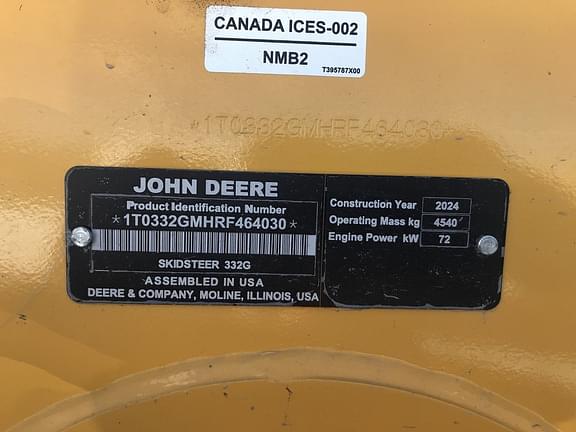 CANADA ICES-002
NMB2
T395787X00
*1T0332GMHRF464030*
JOHN DEERE
Product Identification Number
*1T0332GMHRF464030*
SKIDSTEER 332G
ASSEMBLED IN USA
DEERE & COMPANY, MOLINE, ILLINOIS, USA
Construction Year 2024
Operating Mass kg 4540
Engine Power kW 72